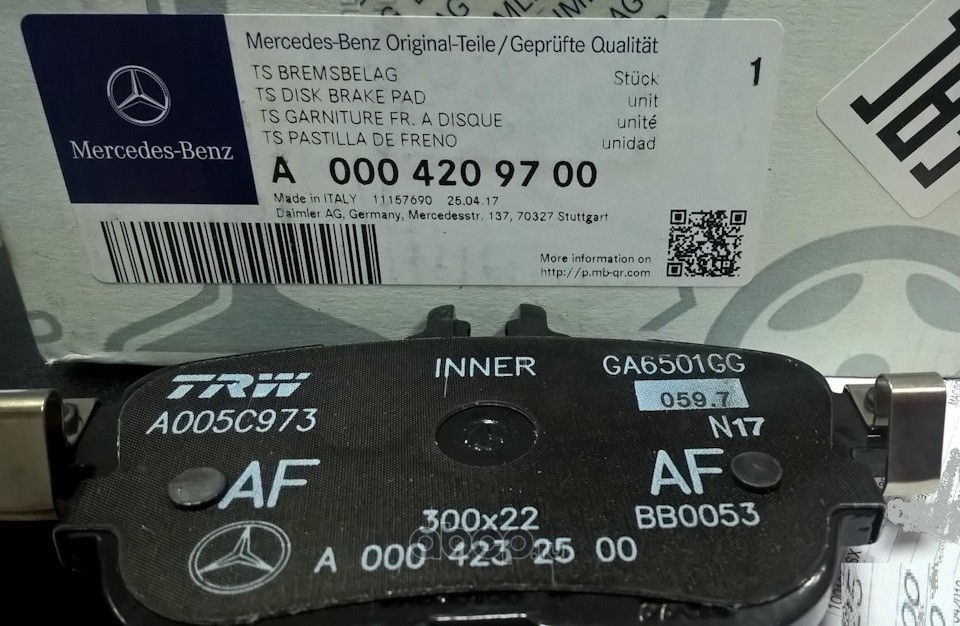 Mercedes-Benz Original-Teile/Geprüfte Qualität
TS BREMSBELAG Stück 1
TS DISK BRAKE PAD unit
TS GARNITURE FR. A DISQUE unité
TS PASTILLA DE FRENO unidad
Mercedes-Benz
A 000 420 97 00
Made in ITALY 11157690 25.04.17
Daimler AG, Germany, Mercedesstr. 137, 70327 Stuttgart
More information on
http://p.mb-qr.com
INNER GA6501GG
TRW 059.7
A005C973 N17
AF AF
300x22 BB0053
A 000 423 25 00